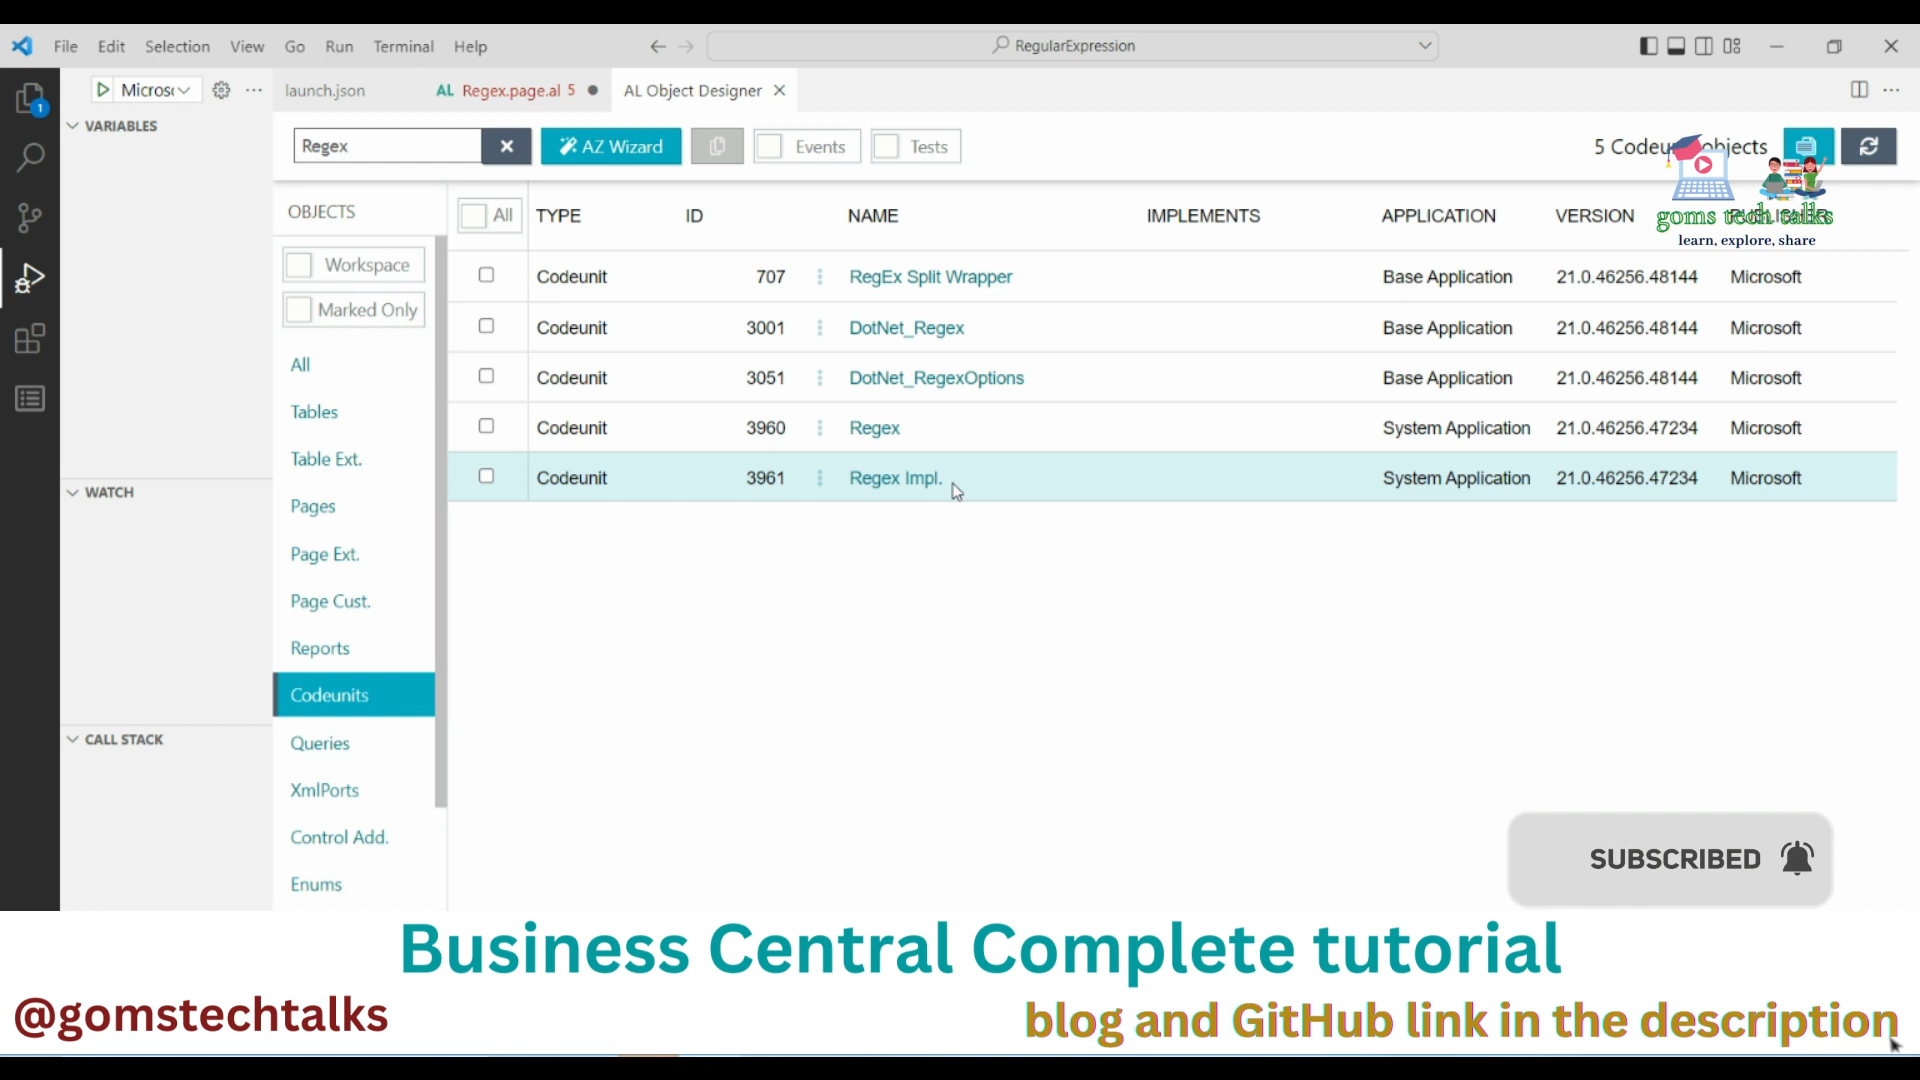 File Edit Selection View Go Run Terminal Help
RegularExpression
1
Micros
launch.json
AL Regex.page.al 5
AL Object Designer
VARIABLES
Regex
AZ Wizard
Events
Tests
5 Codeu objects
goms tech talks
learn, explore, share
OBJECTS
All TYPE ID NAME IMPLEMENTS APPLICATION VERSION
Workspace
Marked Only
Codeunit 707 RegEx Split Wrapper Base Application 21.0.46256.48144 Microsoft
Codeunit 3001 DotNet_Regex Base Application 21.0.46256.48144 Microsoft
Codeunit 3051 DotNet_RegexOptions Base Application 21.0.46256.48144 Microsoft
Codeunit 3960 Regex System Application 21.0.46256.47234 Microsoft
Codeunit 3961 Regex Impl. System Application 21.0.46256.47234 Microsoft
All
Tables
Table Ext.
Pages
Page Ext.
Page Cust.
Reports
Codeunits
Queries
XmlPorts
Control Add.
Enums
WATCH
CALL STACK
SUBSCRIBED
Business Central Complete tutorial
@gomstechtalks
blog and GitHub link in the description